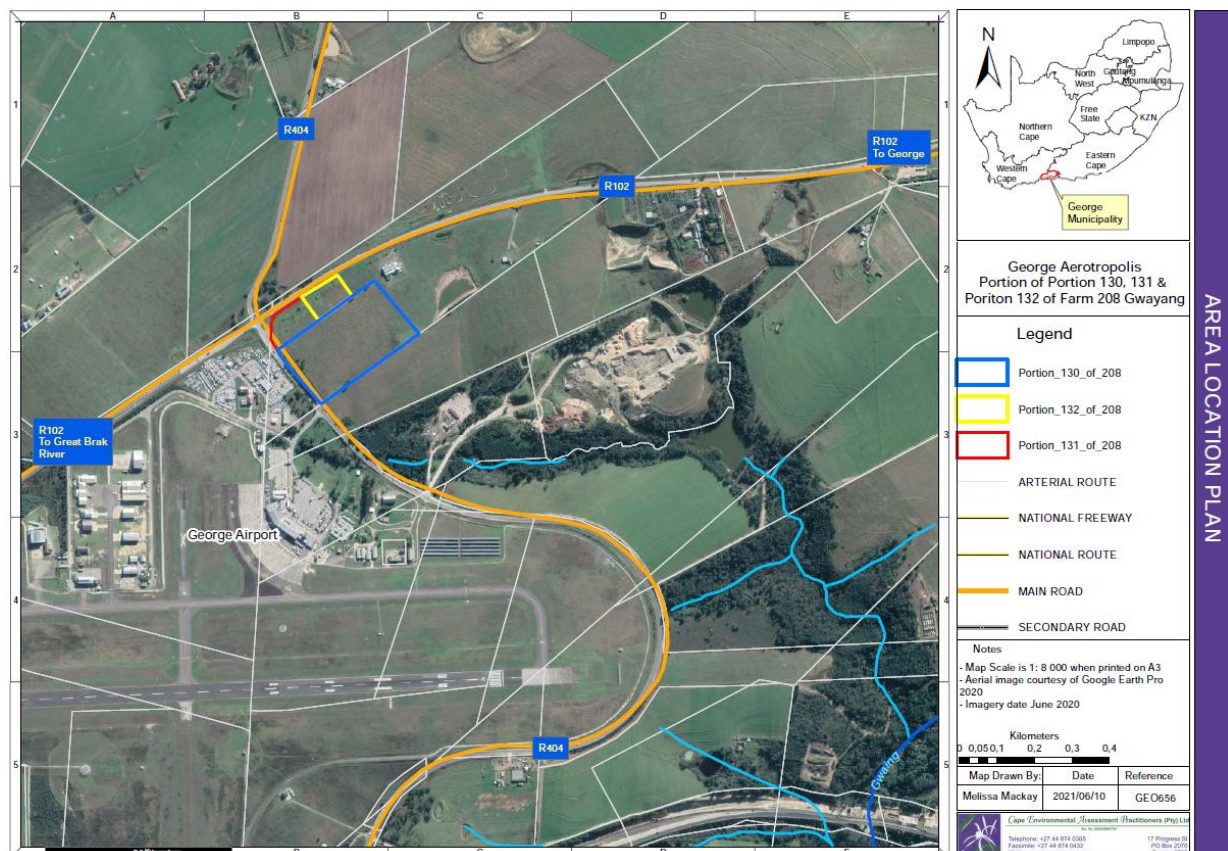 A B C D E
1
2
3
4
5
1
2
3
4
5
R404
R102
R102
To George
R102
To Great Brak
River
George Airport
R404
Gwaing
A B C D E
N
Limpopo
North
West
Gauteng
Mpumulanga
Free
State
KZN
Northern
Cape
Eastern
Cape
Western
Cape
George
Municipality
George Aerotropolis
Portion of Portion 130, 131 &
Poriton 132 of Farm 208 Gwayang
Legend
Portion_130_of_208
Portion_132_of_208
Portion_131_of_208
ARTERIAL ROUTE
NATIONAL FREEWAY
NATIONAL ROUTE
MAIN ROAD
SECONDARY ROAD
Notes
- Map Scale is 1: 8 000 when printed on A3
- Aerial image courtesy of Google Earth Pro
2020
- Imagery date June 2020
Kilometers
0 0,050,1 0,2 0,3 0,4
Map Drawn By: Date Reference
Melissa Mackay 2021/06/10 GEO656
Cape Environmental Assessment Practitioners (Pty) Ltd
Telephone: +27 44 874 0365 17 Progress St
Facsimile: +27 44 874 0432 PO Box 2070
AREA LOCATION PLAN